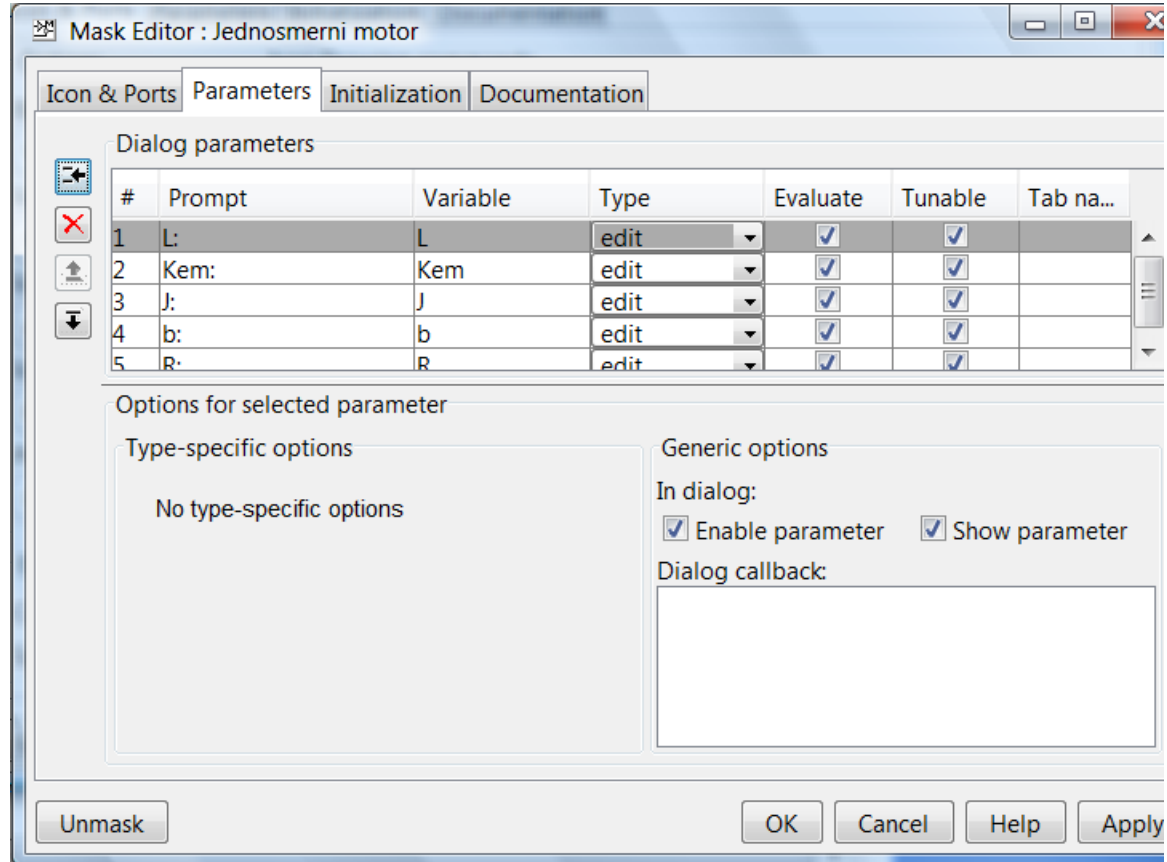 Mask Editor : Jednosmerni motor
Icon & Ports Parameters Initialization Documentation
Dialog parameters
# Prompt Variable Type Evaluate Tunable Tab na...
1 L: L edit
2 Kem: Kem edit
3 J: J edit
4 b: b edit
5 R: R edit
Options for selected parameter
Type-specific options Generic options
No type-specific options In dialog:
Enable parameter Show parameter
Dialog callback:
Unmask OK Cancel Help Apply